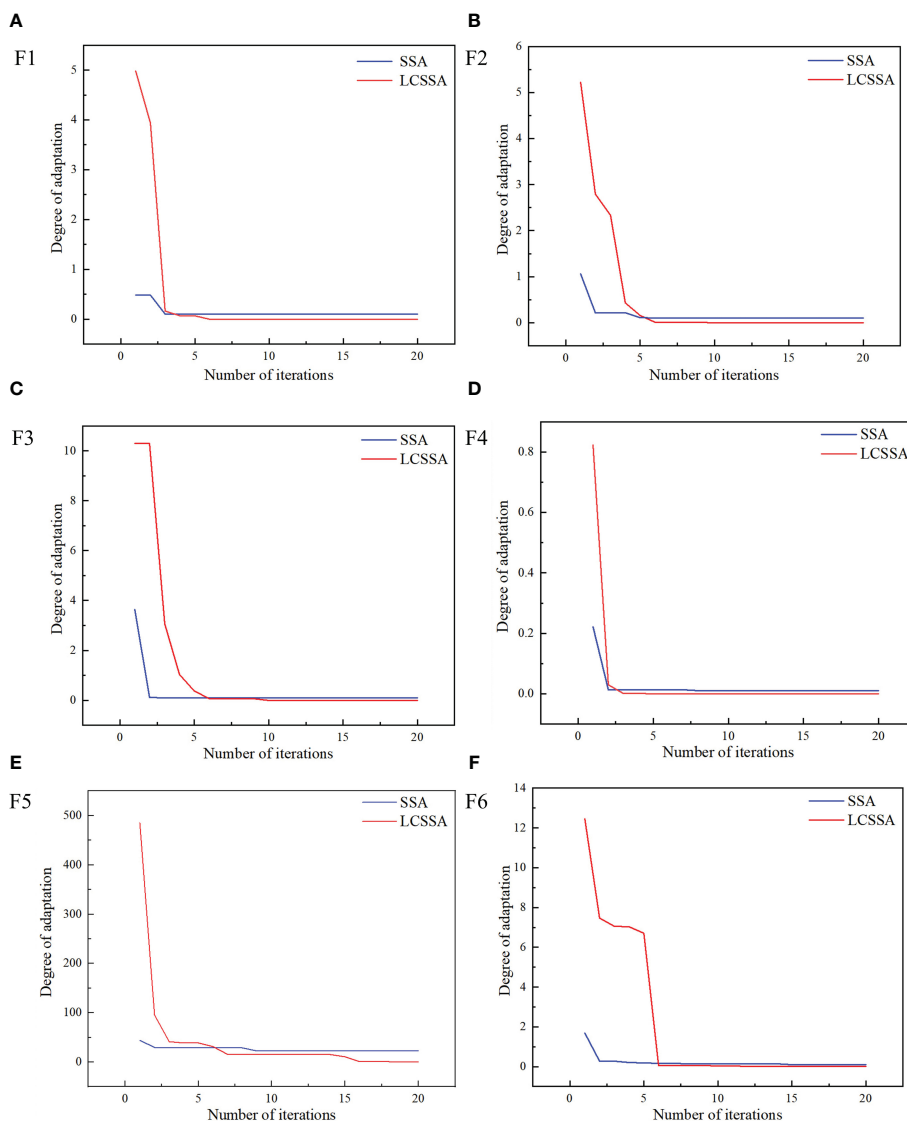 A
F1
5
4
3
2
1
0
Degree of adaptation
SSA
LCSSA
0 5 10 15 20
Number of iterations
B
F2
6
5
4
3
2
1
0
Degree of adaptation
SSA
LCSSA
0 5 10 15 20
Number of iterations
C
F3
10
8
6
4
2
0
Degree of adaptation
SSA
LCSSA
0 5 10 15 20
Number of iterations
D
F4
0.8
0.6
0.4
0.2
0.0
Degree of adaptation
SSA
LCSSA
0 5 10 15 20
Number of iterations
E
F5
500
400
300
200
100
0
Degree of adaptation
SSA
LCSSA
0 5 10 15 20
Number of iterations
F
F6
14
12
10
8
6
4
2
0
Degree of adaptation
SSA
LCSSA
0 5 10 15 20
Number of iterations